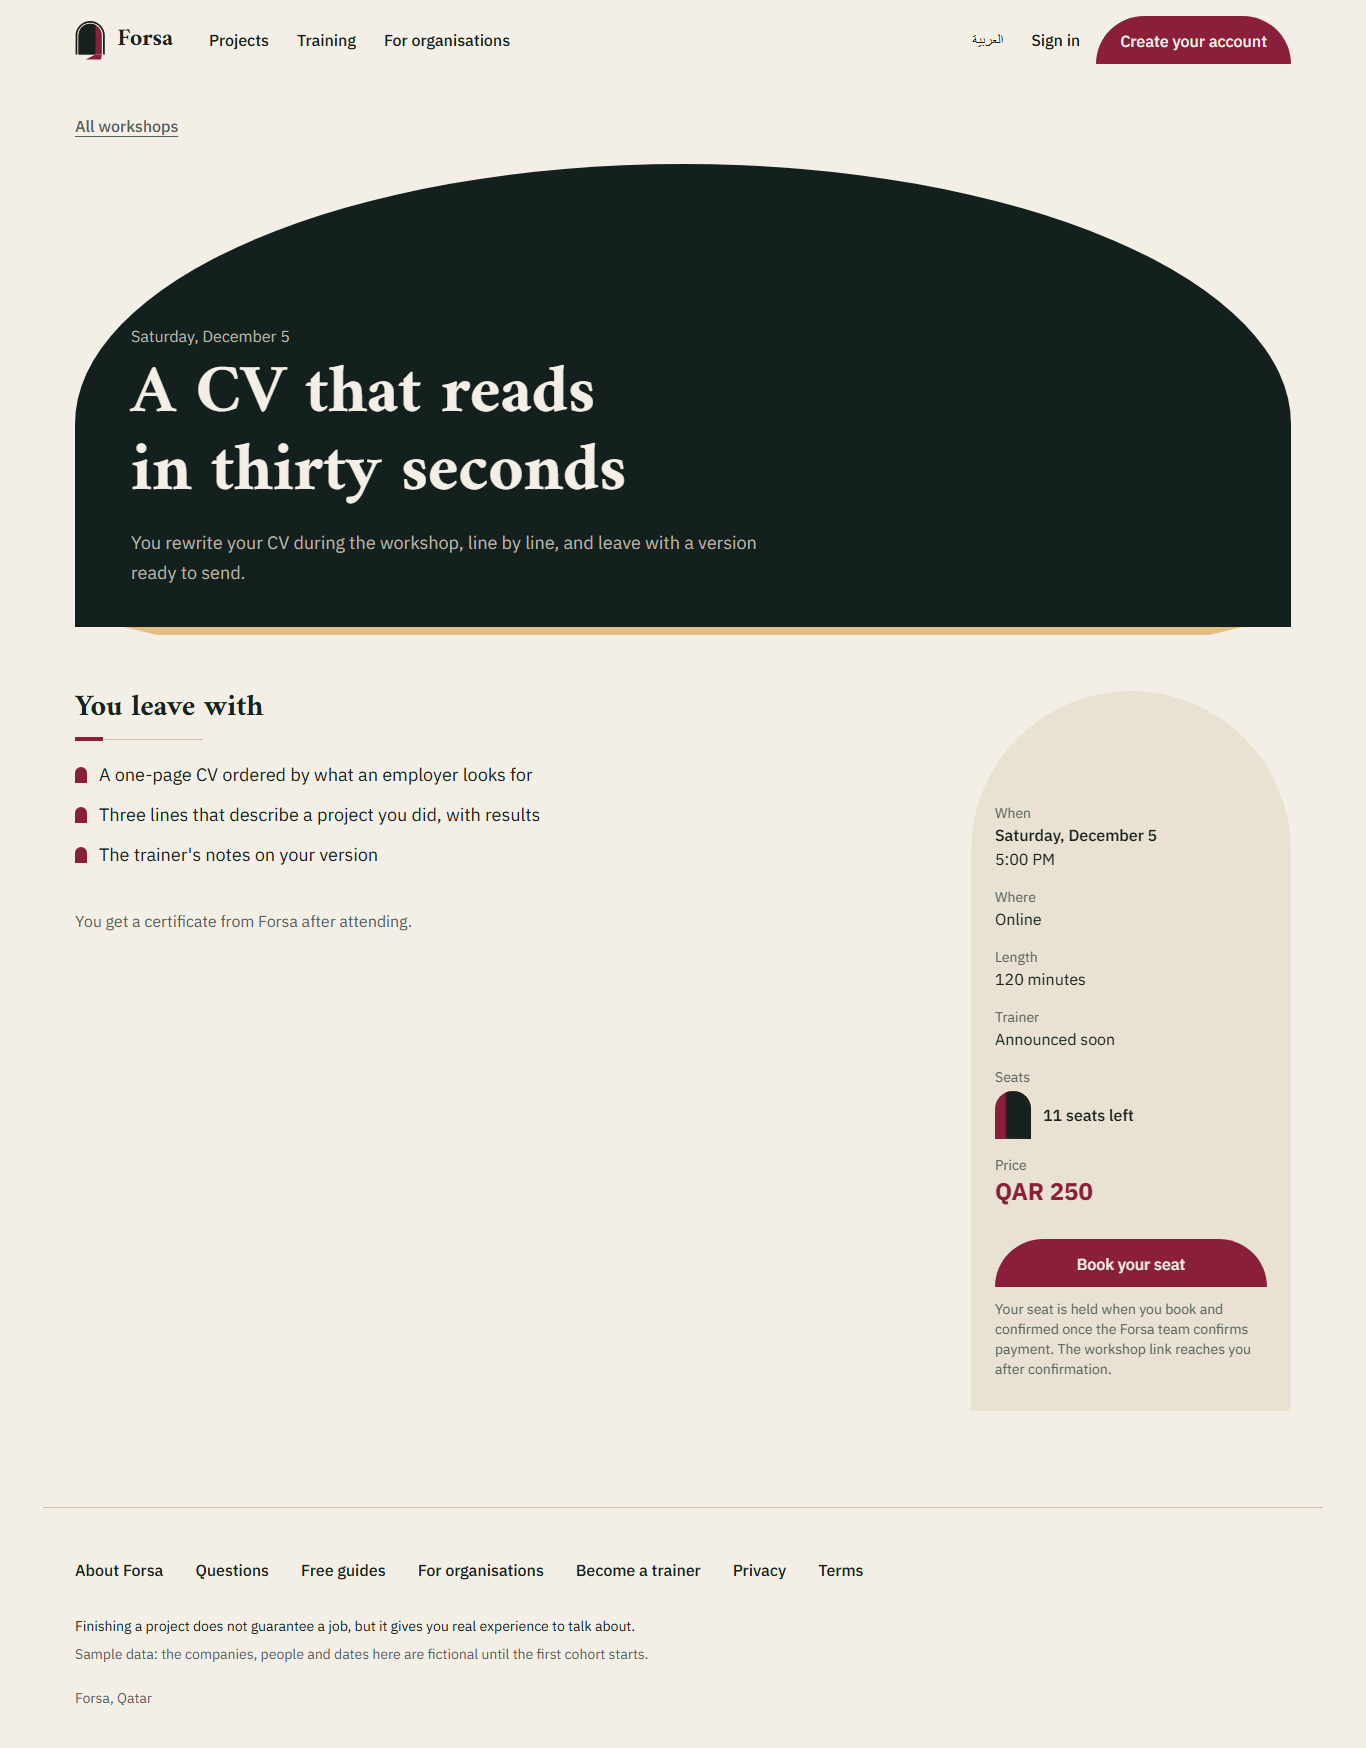 Forsa
Projects
Training
For organisations
العربية
Sign in
Create your account
All workshops
Saturday, December 5
A CV that reads
in thirty seconds
You rewrite your CV during the workshop, line by line, and leave with a version
ready to send.
You leave with
A one-page CV ordered by what an employer looks for
Three lines that describe a project you did, with results
The trainer's notes on your version
You get a certificate from Forsa after attending.
When
Saturday, December 5
5:00 PM
Where
Online
Length
120 minutes
Trainer
Announced soon
Seats
11 seats left
Price
QAR 250
Book your seat
Your seat is held when you book and
confirmed once the Forsa team confirms
payment. The workshop link reaches you
after confirmation.
About Forsa
Questions
Free guides
For organisations
Become a trainer
Privacy
Terms
Finishing a project does not guarantee a job, but it gives you real experience to talk about.
Sample data: the companies, people and dates here are fictional until the first cohort starts.
Forsa, Qatar